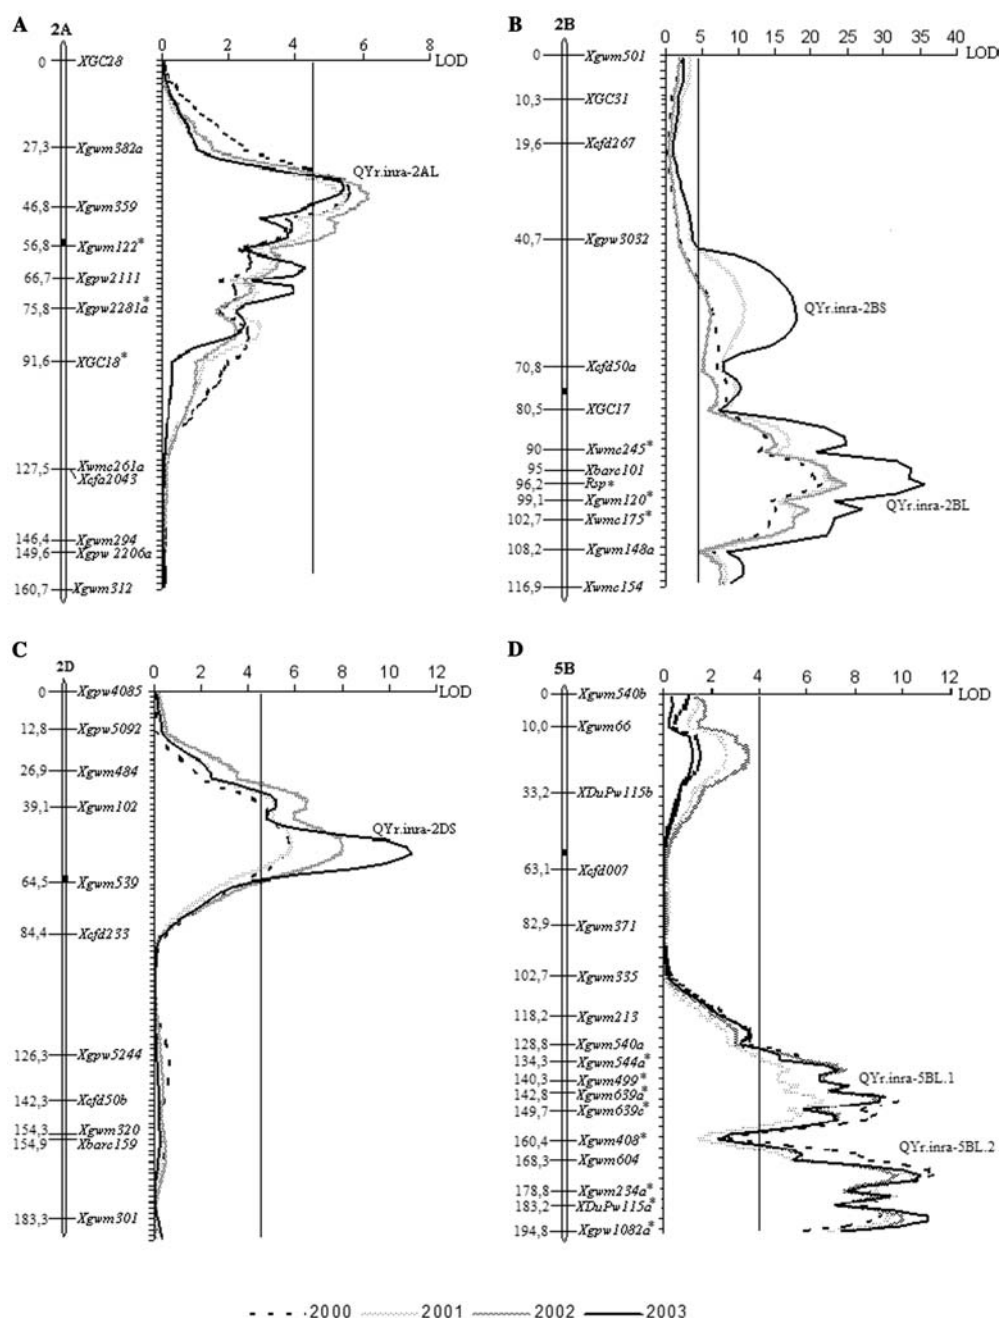 A
2A
0 2 4 6 8
LOD
0 XGC28
27,3 Xgwm382a
QYr.inra-2AL
46,8 Xgwm359
56,8 Xgwm122*
66,7 Xgpw2111
75,8 Xgpw2281a*
91,6 XGC18*
Xwmc261a
127,5
Xcfa2043
146,4 Xgwm294
149,6 Xgpw 2206a
160,7 Xgwm312
B
2B
0 5 10 15 20 25 30 35 40
LOD
0 Xgwm501
10,3 XGC31
19,6 Xcfd267
40,7 Xgpw3032
QYr.inra-2BS
70,8 Xcfd50a
80,5 XGC17
90 Xwmc245*
95 Xbarc101
96,2 Rsp*
99,1 Xgwm120*
QYr.inra-2BL
102,7 Xwmc175*
108,2 Xgwm148a
116,9 Xwmc154
C
2D
0 2 4 6 8 10 12
LOD
0 Xgpw4085
12,8 Xgpw5092
26,9 Xgwm484
39,1 Xgwm102
QYr.inra-2DS
64,5 Xgwm539
84,4 Xcfd233
126,3 Xgpw5244
142,3 Xcfd50b
154,3 Xgwm320
154,9 Xbarc159
183,3 Xgwm301
D
5B
0 2 4 6 8 10 12
LOD
0 Xgwm540b
10,0 Xgwm66
33,2 XDuPw115b
63,1 Xcfd007
82,9 Xgwm371
102,7 Xgwm335
118,2 Xgwm213
128,8 Xgwm540a
134,3 Xgwm544a*
140,3 Xgwm499*
QYr.inra-5BL.1
142,8 Xgwm639a*
149,7 Xgwm639c*
160,4 Xgwm408*
QYr.inra-5BL.2
168,3 Xgwm604
178,8 Xgwm234a*
183,2 XDuPw115a*
194,8 Xgpw1082a*
2000 2001 2002 2003